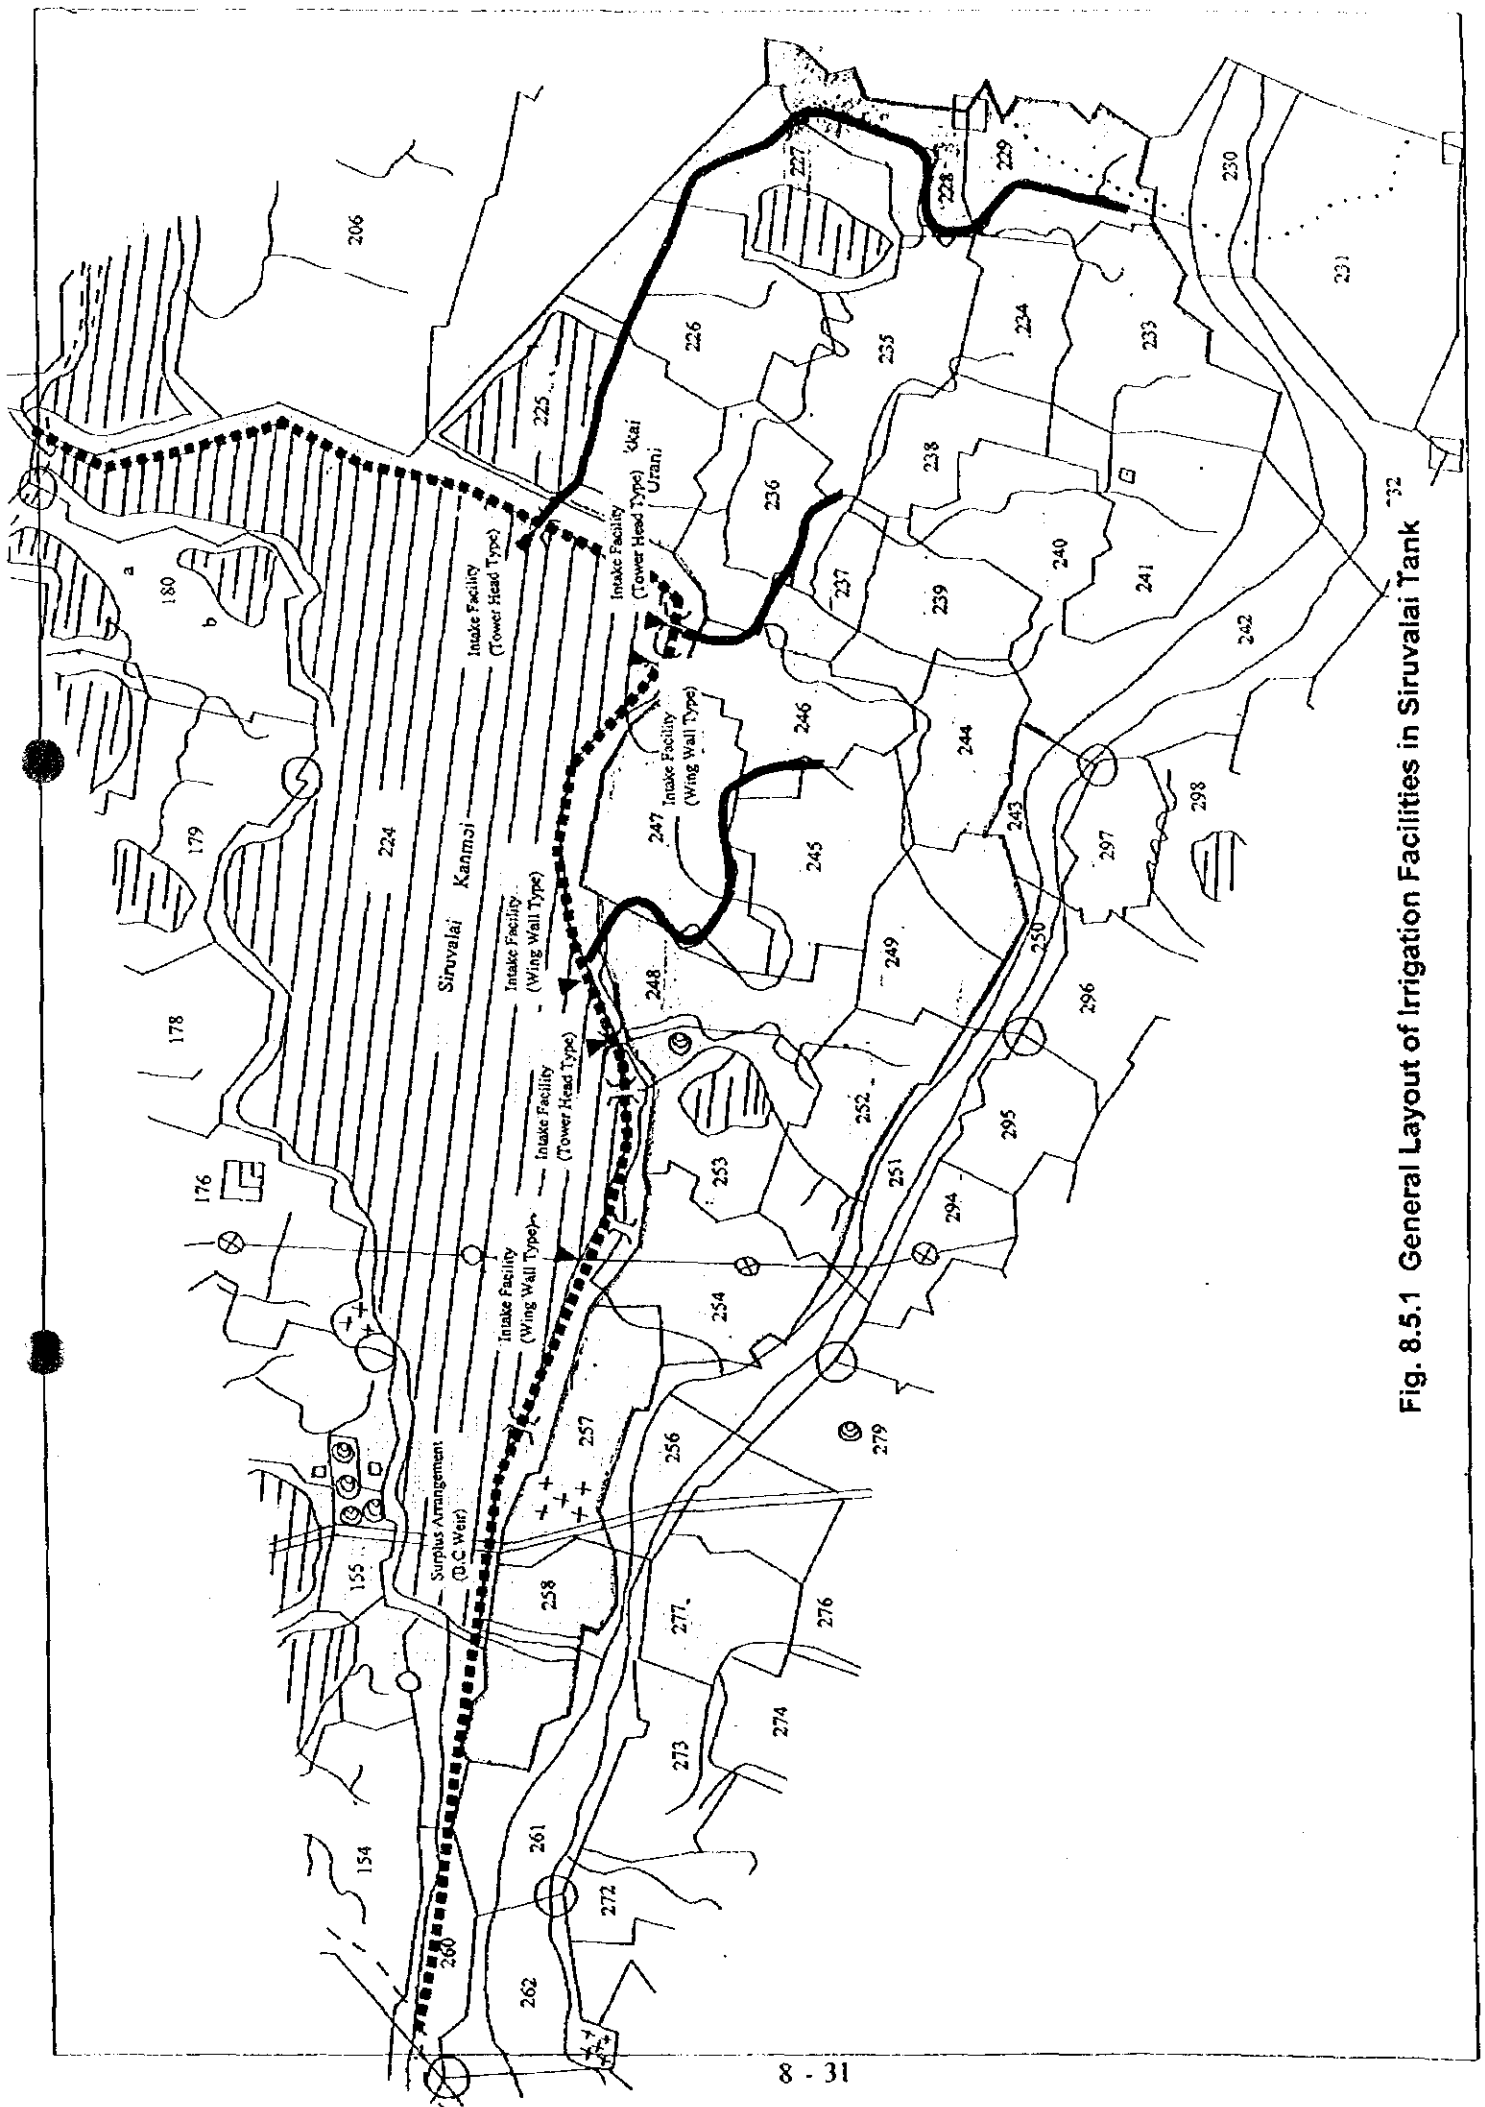 206
227
228
229
230
231
226
225
235
234
233
a
180
b
Intake Facility
(Tower Head Type)
Intake Facility
(Tower Head Type)
Urani
236
238
237
239
240
241
242
179
224
Siruvalai Kanmoi
Intake Facility
(Wing Wall Type)
Intake Facility
(Wing Wall Type)
247
246
245
244
243
297
298
178
248
249
250
296
Intake Facility
(Tower Head Type)
176
253
252
251
295
294
Intake Facility
(Wing Wall Type)
254
257
256
279
Surplus Arrangement
(B.C Weir)
155
258
277
276
273
274
154
261
260
272
262
Fig. 8.5.1 General Layout of Irrigation Facilities in Siruvalai Tank
8 - 31